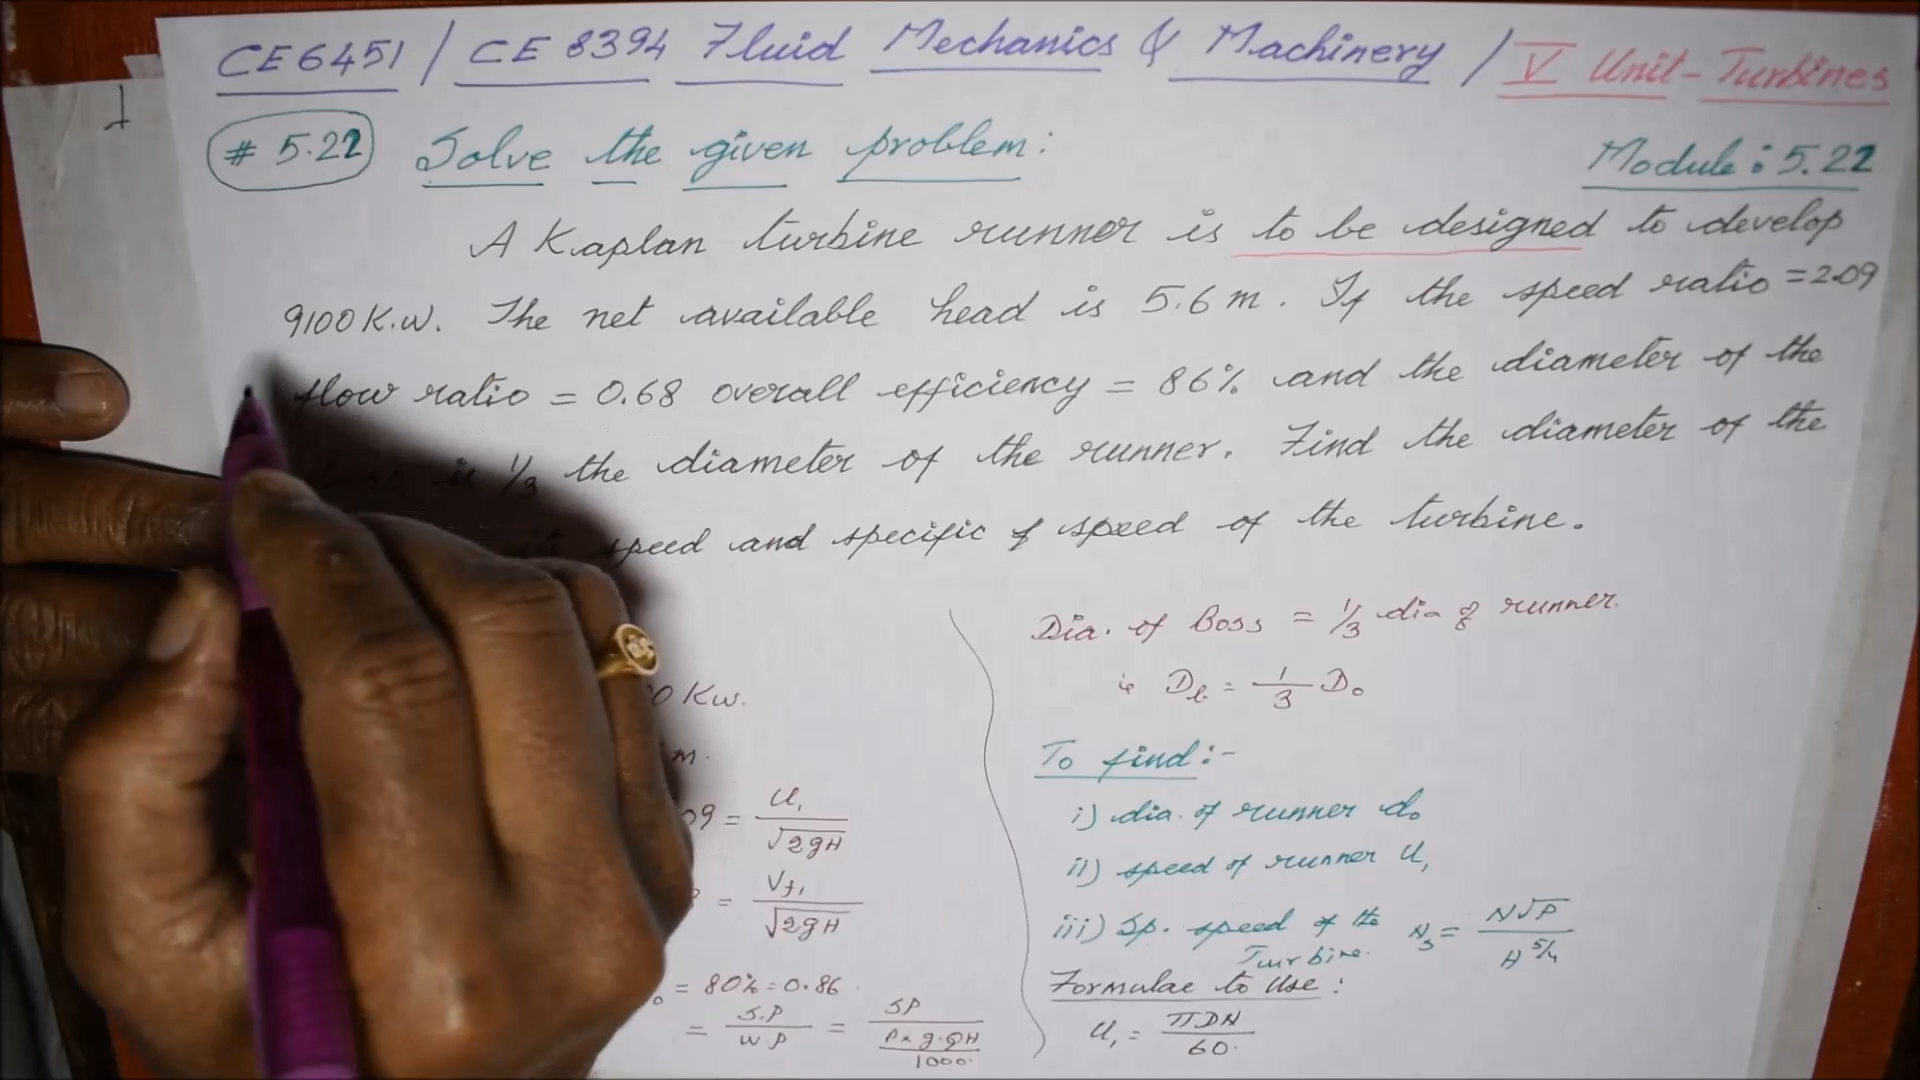 CE6451 / CE 8394 Fluid Mechanics & Machinery / V Unit - Turbines
1
# 5.22 Solve the given problem:
Module: 5.22
A Kaplan turbine runner is to be designed to develop
9100 K.W. The net available head is 5.6 m. If the speed ratio = 2.09
flow ratio = 0.68 overall efficiency = 86% and the diameter of the
is 1/3 the diameter of the runner. Find the diameter of the
speed and specific speed of the turbine.
0 Kw.
m.
09 = U₁ / √2gH
= Vf₁ / √2gH
o = 80% = 0.86
= S.P / W.P = SP / (ρ × g. QH / 1000)
Dia. of Boss = 1/3 dia of runner.
ie Db = 1/3 Do
To find:-
i) dia. of runner do
ii) speed of runner U₁
iii) Sp. speed of the Turbine. Ns = N√P / H^5/4
Formulae to Use:
U₁ = πDN / 60.